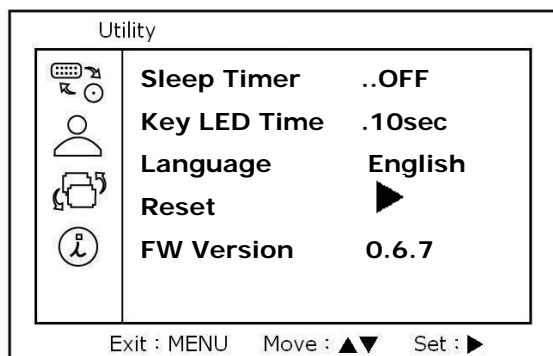 Utility
Sleep Timer ..OFF
Key LED Time .10sec
Language English
Reset ▶
FW Version 0.6.7
Exit : MENU Move : ▲▼ Set : ▶